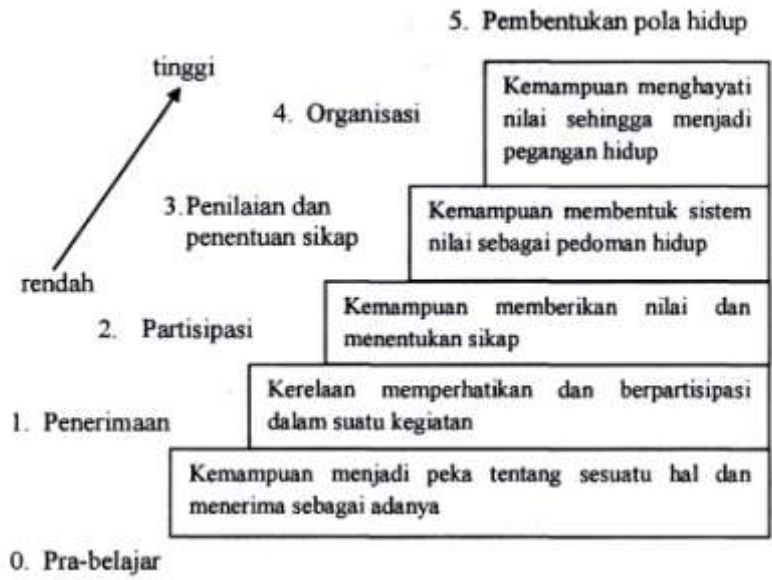 5. Pembentukan pola hidup
tinggi
Kemampuan menghayati
nilai sehingga menjadi
pegangan hidup
4. Organisasi
3. Penilaian dan
penentuan sikap
Kemampuan membentuk sistem
nilai sebagai pedoman hidup
rendah
2. Partisipasi
Kemampuan memberikan nilai dan
menentukan sikap
Kerelaan memperhatikan dan berpartisipasi
dalam suatu kegiatan
1. Penerimaan
Kemampuan menjadi peka tentang sesuatu hal dan
menerima sebagai adanya
0. Pra-belajar